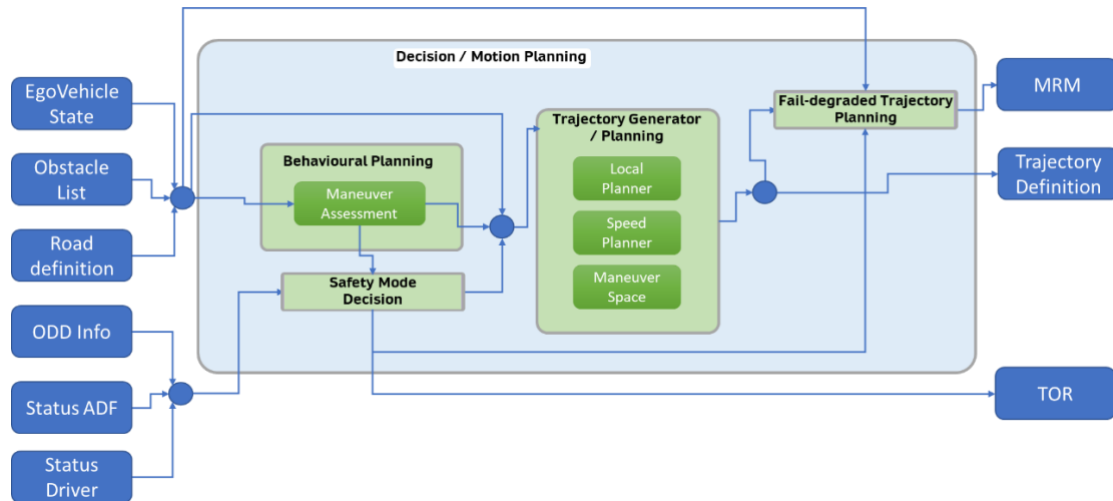 Decision / Motion Planning
EgoVehicle
State
Obstacle
List
Road
definition
ODD Info
Status ADF
Status
Driver
Behavioural Planning
Maneuver
Assessment
Safety Mode
Decision
Trajectory Generator
/ Planning
Local
Planner
Speed
Planner
Maneuver
Space
Fail-degraded Trajectory
Planning
MRM
Trajectory
Definition
TOR